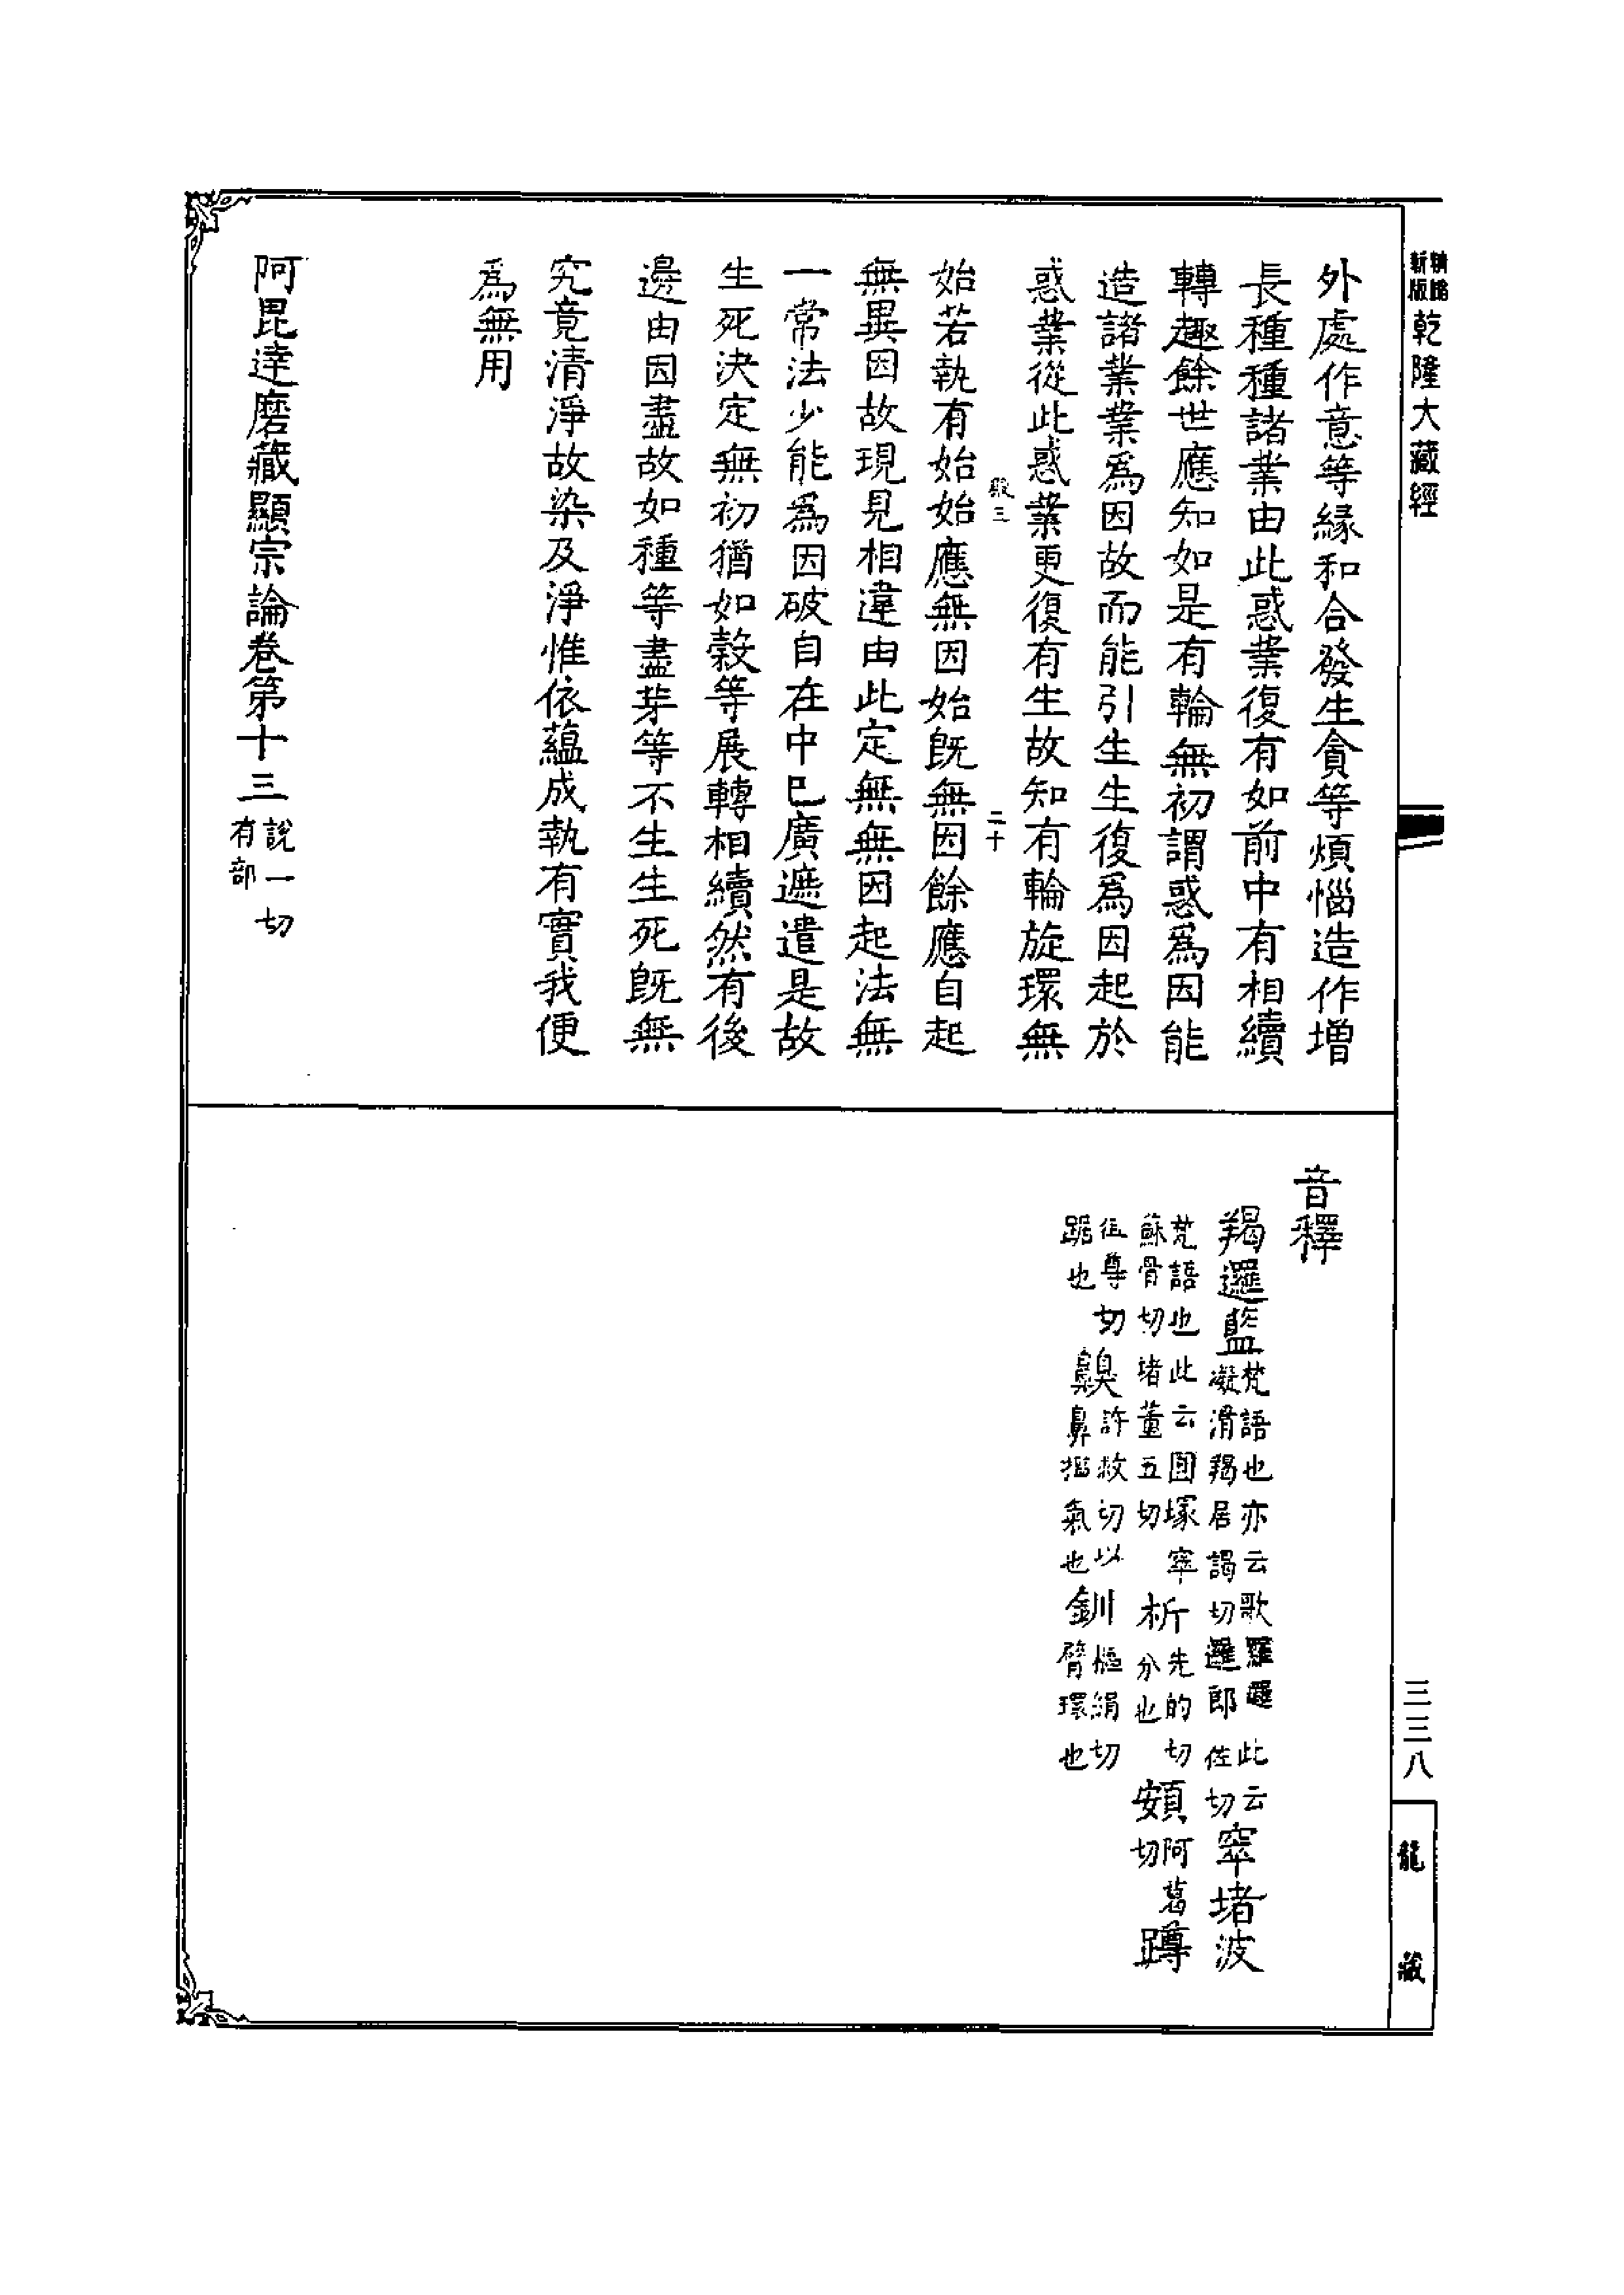 新版
乾隆大藏經
外處作意等緣和合發生貪等煩惱造作增
長種種諸業由此惑業復有如前中有相續
轉趣餘世應知如是有輪無初謂惑為因能
造諸業業為因故而能引生生復為因起於
惑業從此惑業更復有生故知有輪旋環無
三
二十
始若執有始始應無因始既無因餘應自起
無異因故現見相違由此定無無因起法無
一常法少能為因破自在中已廣遮遣是故
生死決定無初猶如穀等展轉相續然有後
邊由因盡故如種等盡芽等不生生死既無
究竟清淨故染及淨惟依蘊成執有實我便
為無用
阿毘達磨藏顯宗論卷第十三
說一切
有部
音釋
羯邏藍
梵語也亦云歌羅邏此云
凝滑羯居謁切邏郎佐切
窣堵波
梵語也此云圓塚窣
蘇骨切堵董五切
析
先的切
分也
頞
阿葛
切
蹲
徂尊切
踞也
齅
許救切以
鼻氣也
釧
樞絹切
臂環也
三三八
龍藏